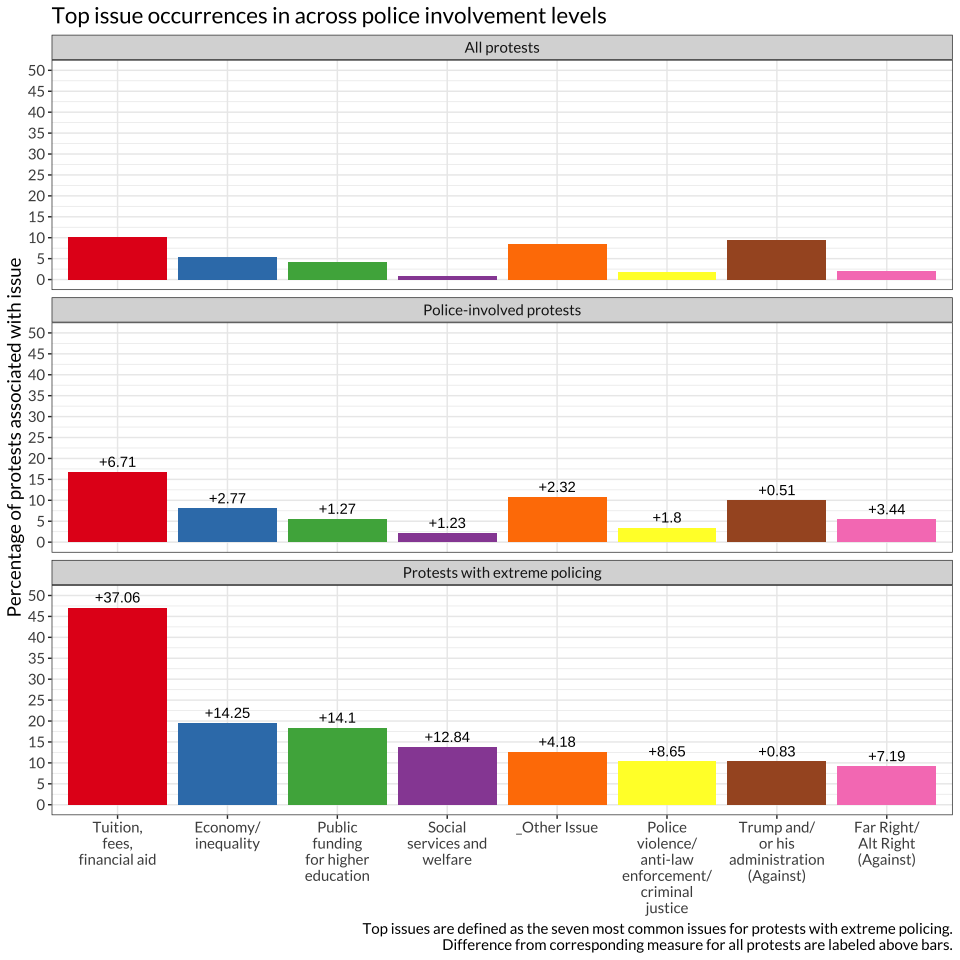 Top issue occurrences in across police involvement levels
Percentage of protests associated with issue
All protests
50
45
40
35
30
25
20
15
10
5
0
Police-involved protests
50
45
40
35
30
25
20
15
10
5
0
+6.71
+2.77
+1.27
+1.23
+2.32
+1.8
+0.51
+3.44
Protests with extreme policing
50
45
40
35
30
25
20
15
10
5
0
+37.06
+14.25
+14.1
+12.84
+4.18
+8.65
+0.83
+7.19
Tuition,
fees,
financial aid
Economy/
inequality
Public
funding
for higher
education
Social
services and
welfare
_Other Issue
Police
violence/
anti-law
enforcement/
criminal
justice
Trump and/
or his
administration
(Against)
Far Right/
Alt Right
(Against)
Top issues are defined as the seven most common issues for protests with extreme policing.
Difference from corresponding measure for all protests are labeled above bars.